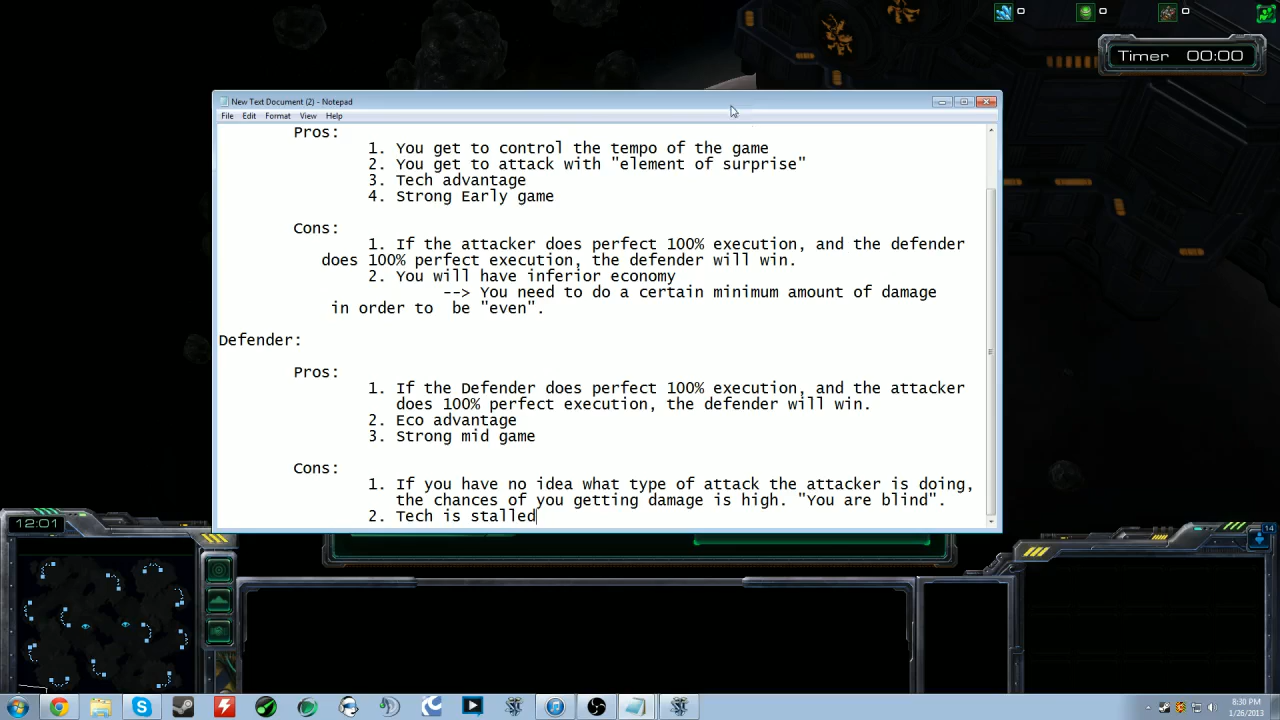 Timer 00:00
New Text Document (2) - Notepad
File Edit Format View Help
Pros:
1. You get to control the tempo of the game
2. You get to attack with "element of surprise"
3. Tech advantage
4. Strong Early game
Cons:
1. If the attacker does perfect 100% execution, and the defender
does 100% perfect execution, the defender will win.
2. You will have inferior economy
--> You need to do a certain minimum amount of damage
in order to be "even".
Defender:
Pros:
1. If the Defender does perfect 100% execution, and the attacker
does 100% perfect execution, the defender will win.
2. Eco advantage
3. Strong mid game
Cons:
1. If you have no idea what type of attack the attacker is doing,
the chances of you getting damage is high. "You are blind".
2. Tech is stalled
12:01
14
8:30 PM
1/26/2013